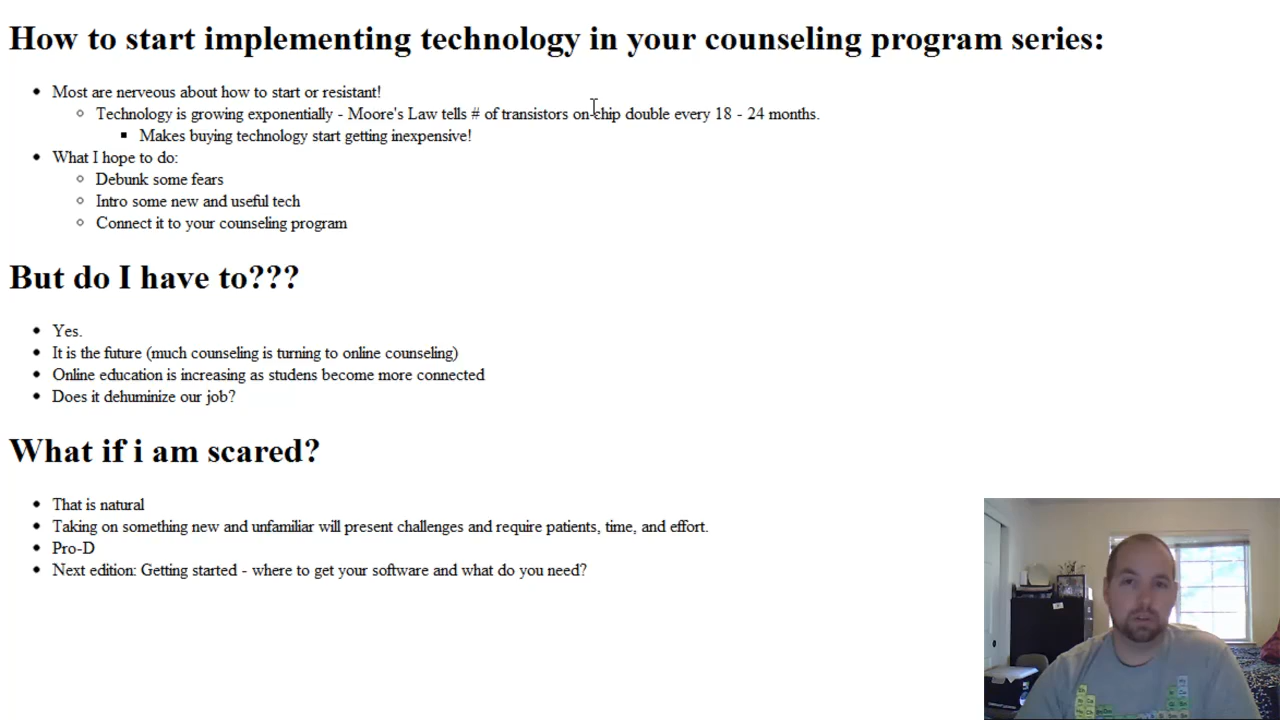 How to start implementing technology in your counseling program series:
Most are nerveous about how to start or resistant!
Technology is growing exponentially - Moore's Law tells # of transistors on chip double every 18 - 24 months.
Makes buying technology start getting inexpensive!
What I hope to do:
Debunk some fears
Intro some new and useful tech
Connect it to your counseling program
But do I have to???
Yes.
It is the future (much counseling is turning to online counseling)
Online education is increasing as studens become more connected
Does it dehuminize our job?
What if i am scared?
That is natural
Taking on something new and unfamiliar will present challenges and require patients, time, and effort.
Pro-D
Next edition: Getting started - where to get your software and what do you need?